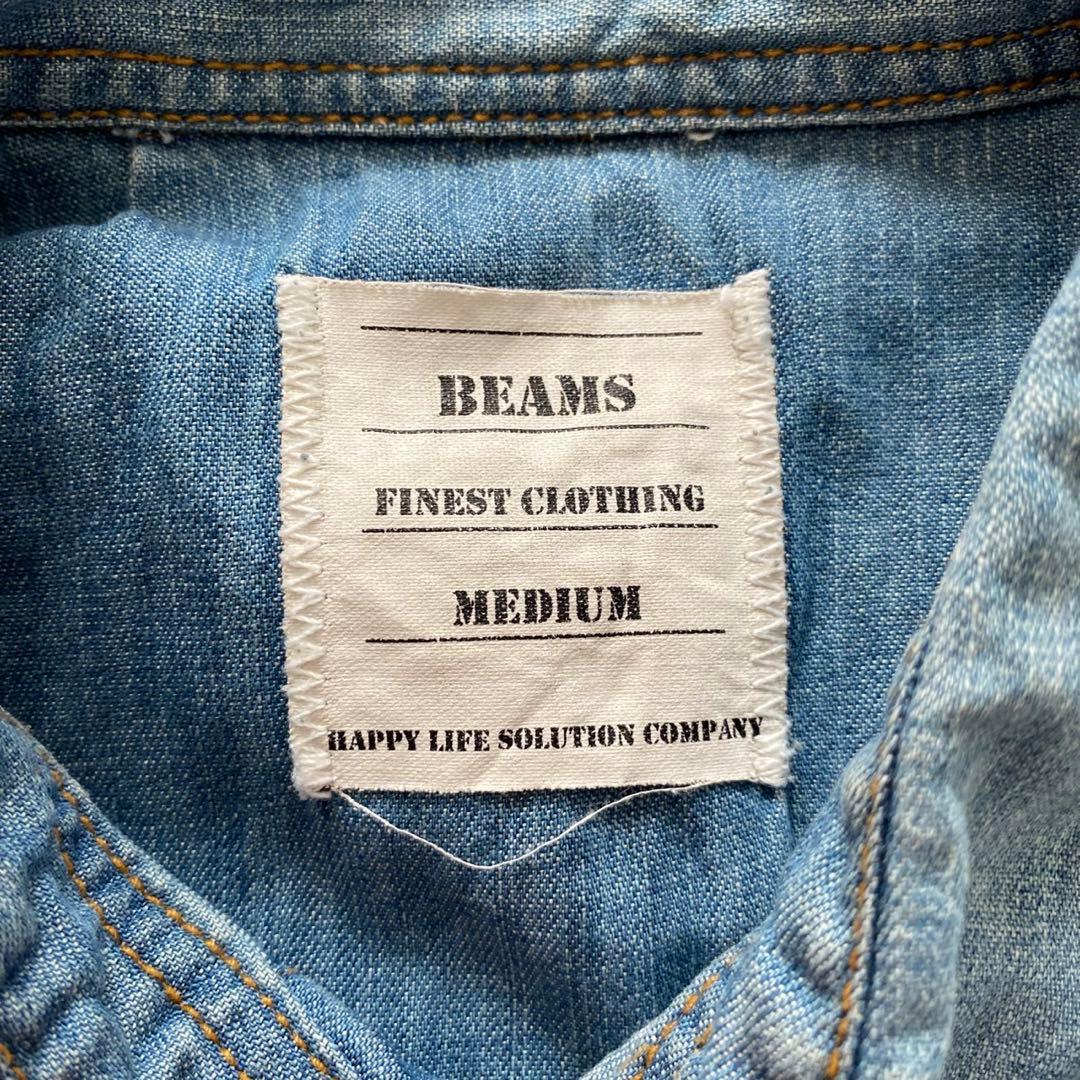 BEAMS
FINEST CLOTHING
MEDIUM
HAPPY LIFE SOLUTION COMPANY